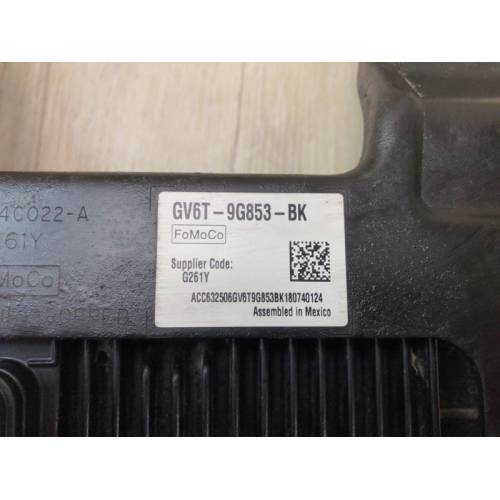 4C022-A
GV6T-9G853-BK
261Y
FoMoCo
MoCo
Supplier Code:
G261Y
ACC632506GV6T9G853BK180740124
Assembled in Mexico